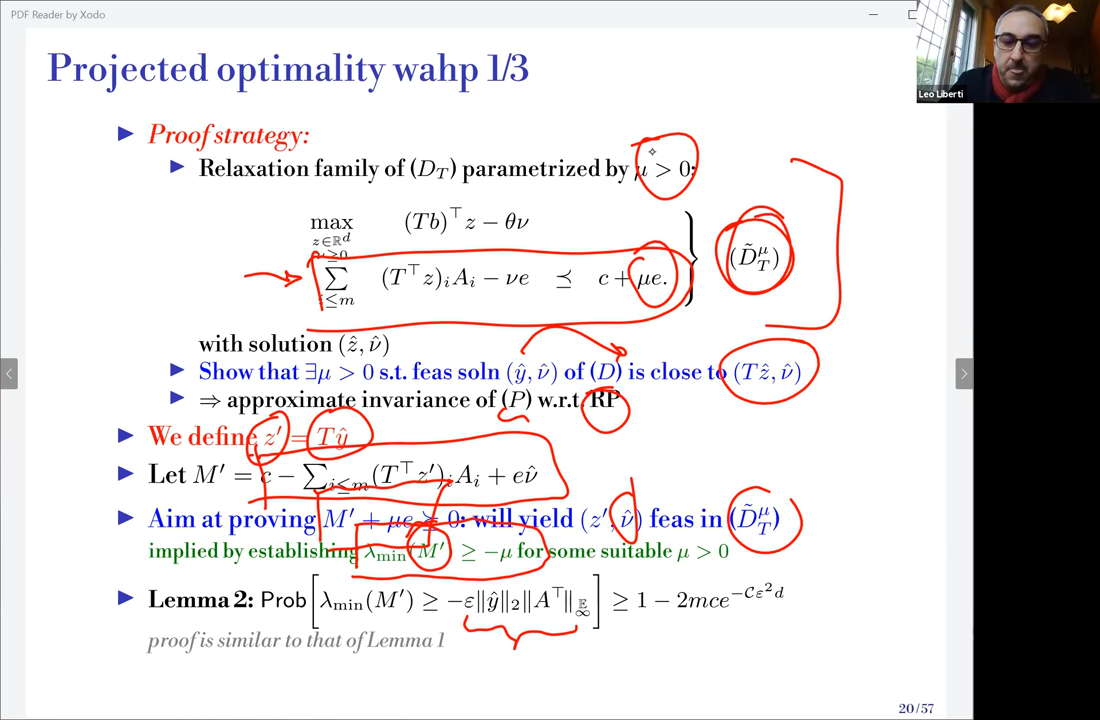 PDF Reader by Xodo
Leo Liberti
Projected optimality wahp 1/3
Proof strategy:
Relaxation family of (D_T) parametrized by μ > 0:
max z∈ℝ^d ν≥0 (Tb)^⊤ z − θν
∑_{i≤m} (T^⊤ z)_i A_i − νe ⪯ c + μe.
(D̃_T^μ)
with solution (ẑ, ν̂)
Show that ∃μ > 0 s.t. feas soln (ŷ, ν̂) of (D) is close to (Tẑ, ν̂)
⇒ approximate invariance of (P) w.r.t. RP
We define z′ = Tŷ
Let M′ = c − ∑_{i≤m} (T^⊤ z′)_i A_i + eν̂
Aim at proving M′ + μe ⪰ 0: will yield (z′, ν̂) feas in (D̃_T^μ)
implied by establishing λ_min(M′) ≥ −μ for some suitable μ > 0
Lemma 2: Prob[λ_min(M′) ≥ −ε‖ŷ‖_2‖A^⊤‖_∞^𝔼] ≥ 1 − 2mce^{−𝒞ε²d}
proof is similar to that of Lemma 1
20/57